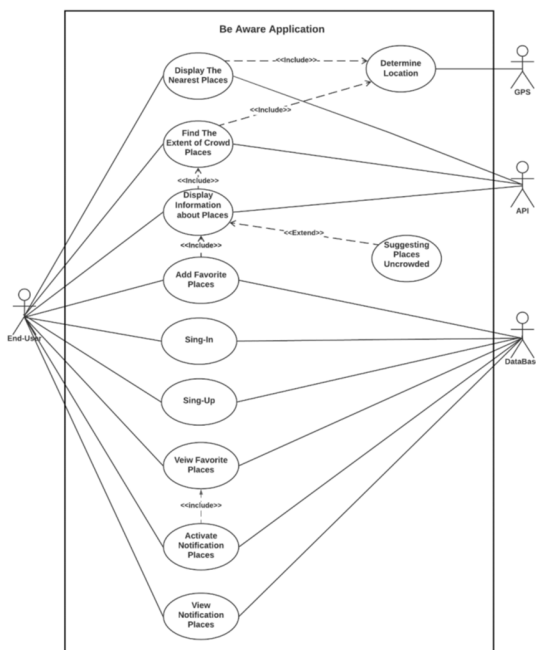 Be Aware Application
Display The
Nearest Places
<<Include>>
Determine
Location
GPS
<<Include>>
Find The
Extent of Crowd
Places
<<Include>>
API
Display
Information
about Places
<<Extend>>
Suggesting
Places
Uncrowded
<<Include>>
Add Favorite
Places
End-User
Sing-In
DataBas
Sing-Up
Veiw Favorite
Places
<<include>>
Activate
Notification
Places
View
Notification
Places